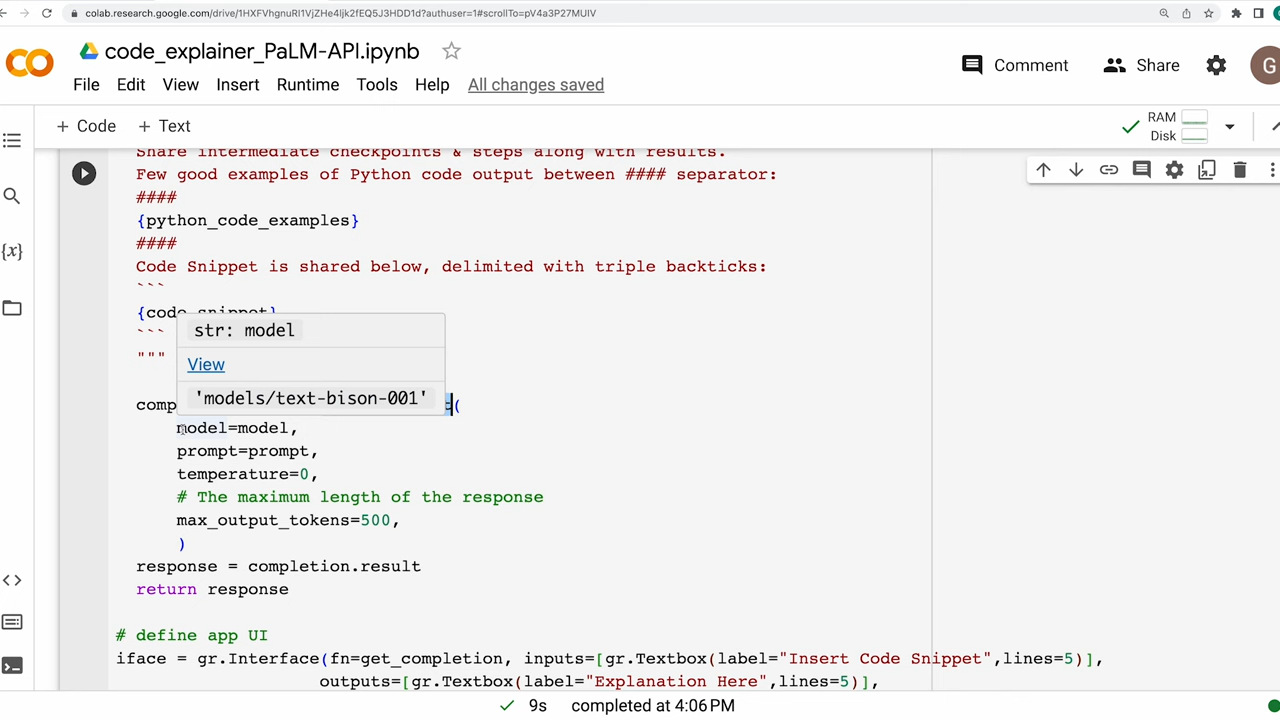 colab.research.google.com/drive/1HXFVhgnuRI1VjZHe4ljk2fEQ5J3HDD1d?authuser=1#scrollTo=pV4a3P27MUIV
code_explainer_PaLM-API.ipynb
Comment
Share
G
File Edit View Insert Runtime Tools Help All changes saved
+ Code + Text
RAM
Disk
Share intermediate checkpoints & steps along with results.
Few good examples of Python code output between #### separator:
####
{python_code_examples}
####
Code Snippet is shared below, delimited with triple backticks:
```
{code_snippet}
```
"""
str: model
View
'models/text-bison-001'
comp
(
model=model,
prompt=prompt,
temperature=0,
# The maximum length of the response
max_output_tokens=500,
)
response = completion.result
return response
# define app UI
iface = gr.Interface(fn=get_completion, inputs=[gr.Textbox(label="Insert Code Snippet",lines=5)],
outputs=[gr.Textbox(label="Explanation Here",lines=5)],
9s completed at 4:06 PM